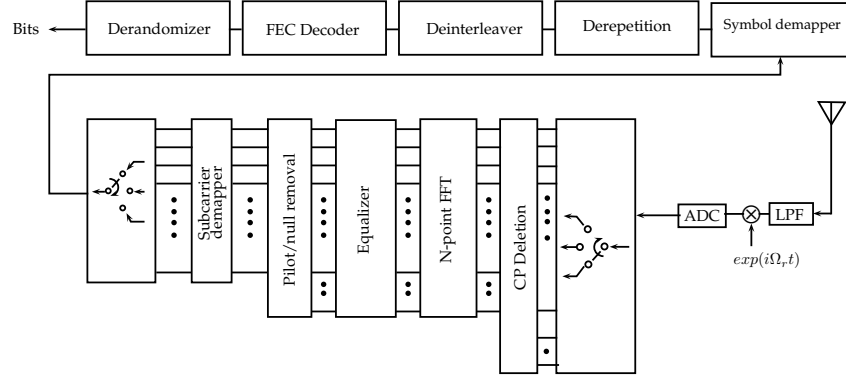 Bits
Derandomizer
FEC Decoder
Deinterleaver
Derepetition
Symbol demapper
Subcarrier
demapper
Pilot/null removal
Equalizer
N-point FFT
CP Deletion
ADC
LPF
exp(iΩ_r t)